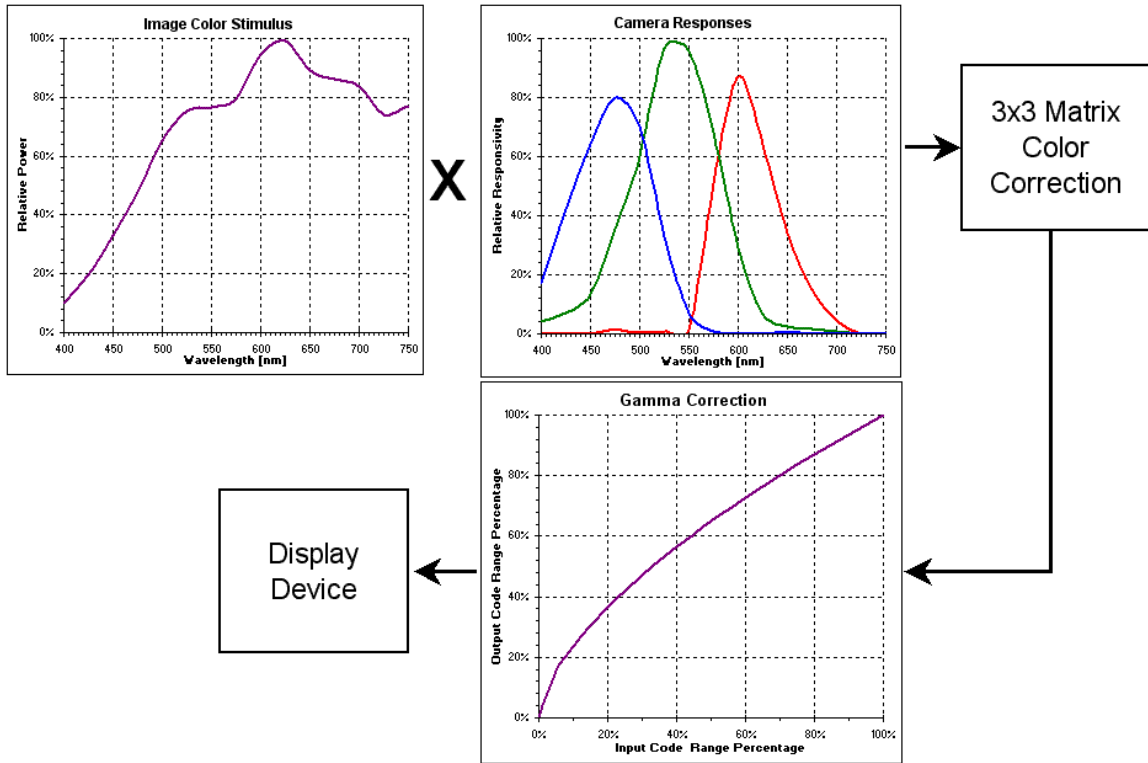 Image Color Stimulus
100%
80%
60%
40%
20%
0%
Relative Power
400 450 500 550 600 650 700 750
Wavelength [nm]
X
Camera Responses
100%
80%
60%
40%
20%
0%
Relative Responsivity
400 450 500 550 600 650 700 750
Wavelength [nm]
3x3 Matrix
Color
Correction
Gamma Correction
100%
80%
60%
40%
20%
0%
Output Code Range Percentage
0% 20% 40% 60% 80% 100%
Input Code Range Percentage
Display
Device